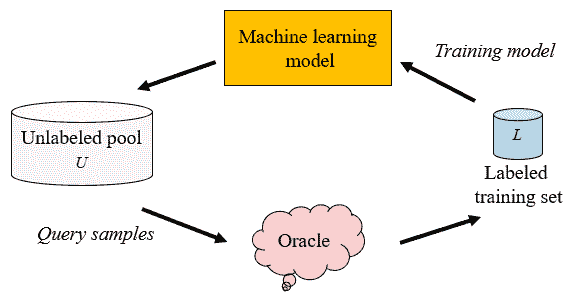 Machine learning
model
Training model
Unlabeled pool
U
L
Labeled
training set
Query samples
Oracle